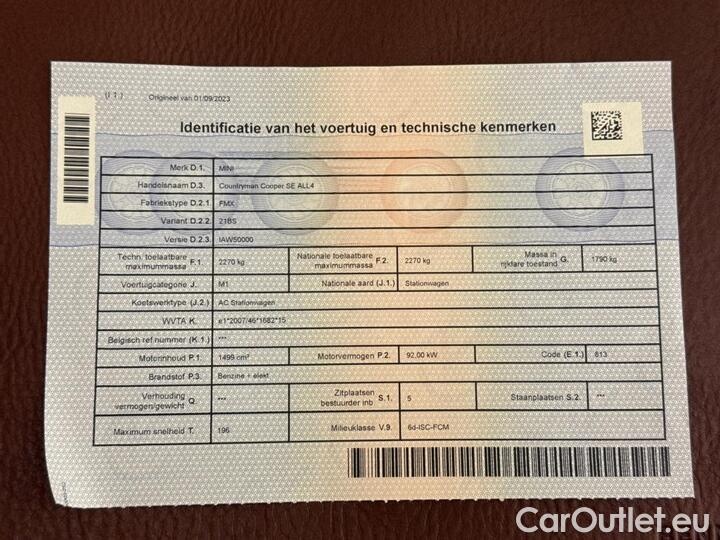 (I 1.) Origineel van 01/09/2023
Identificatie van het voertuig en technische kenmerken
Merk D.1. MINI
Handelsnaam D.3. Countryman Cooper SE ALL4
Fabriekstype D.2.1. FMX
Variant D.2.2. 21BS
Versie D.2.3. IAW50000
Techn. toelaatbare maximummassa F.1. 2270 kg Nationale toelaatbare maximummassa F.2. 2270 kg Massa in rijklare toestand G. 1790 kg
Voertuigcategorie J. M1 Nationale aard (J.1.) Stationwagen
Koetswerktype (J.2.) AC Stationwagen
WVTA K. e1*2007/46*1682*15
Belgisch ref nummer (K.1.) ***
Motorinhoud P.1. 1499 cm³ Motorvermogen P.2. 92,00 kW Code (E.1.) 813
Brandstof P.3. Benzine + elekt
Verhouding vermogen/gewicht Q. *** Zitplaatsen bestuurder inb S.1. 5 Staanplaatsen S.2. ***
Maximum snelheid T. 196 Milieuklasse V.9. 6d-ISC-FCM
CarOutlet.eu